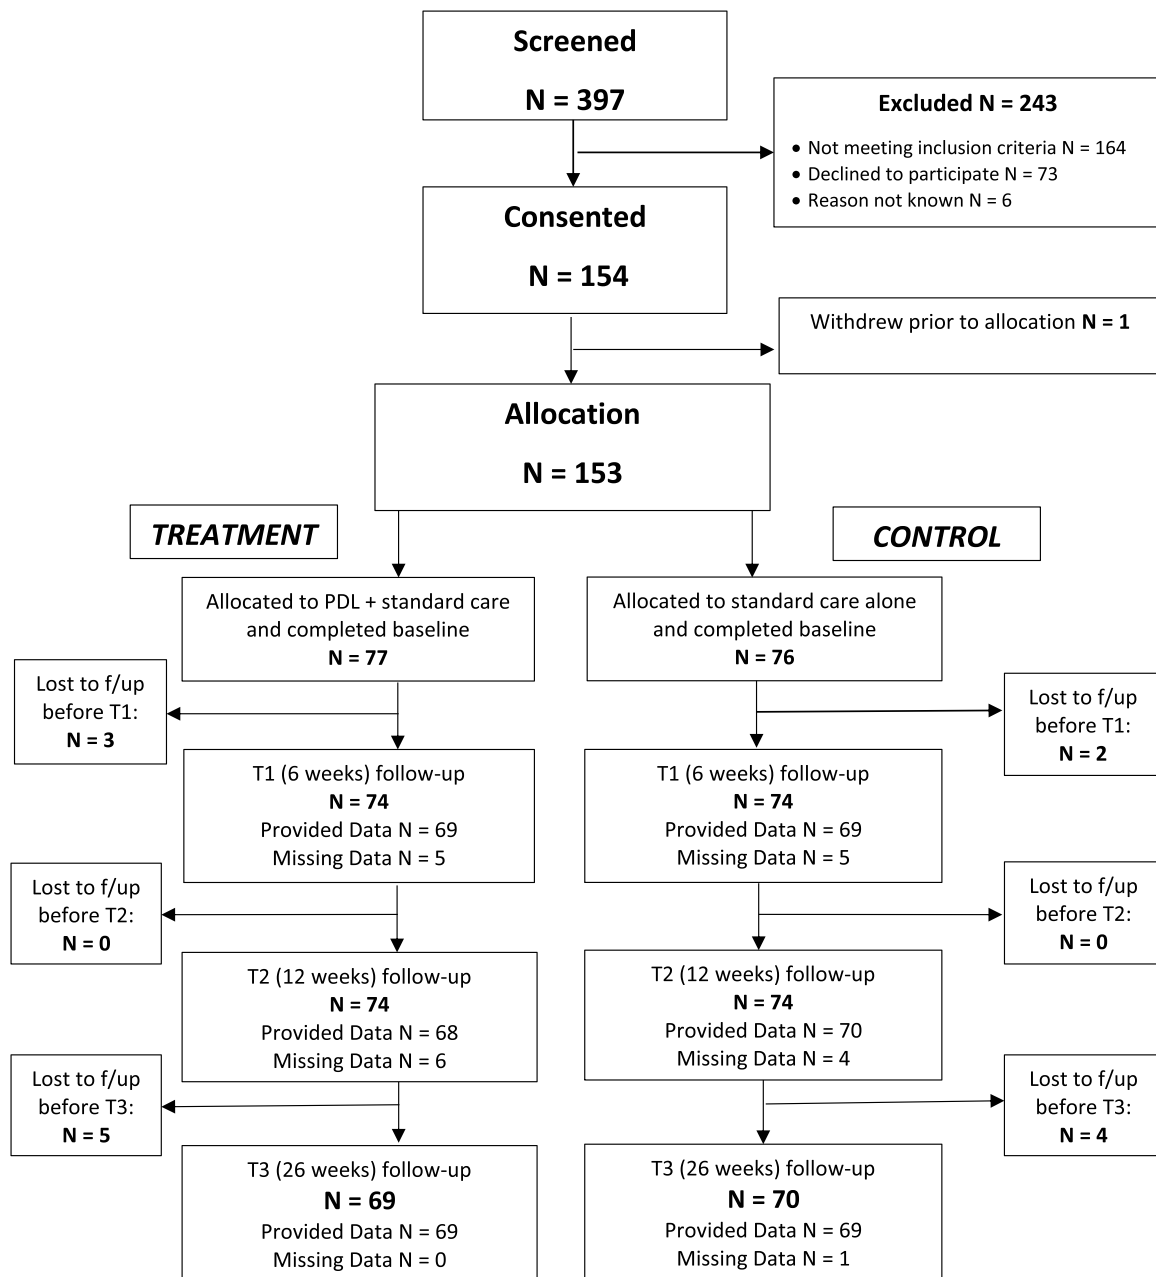 Screened
N = 397
Excluded N = 243
• Not meeting inclusion criteria N = 164
• Declined to participate N = 73
• Reason not known N = 6
Consented
N = 154
Withdrew prior to allocation N = 1
Allocation
N = 153
TREATMENT
CONTROL
Allocated to PDL + standard care
and completed baseline
N = 77
Allocated to standard care alone
and completed baseline
N = 76
Lost to f/up
before T1:
N = 3
Lost to f/up
before T1:
N = 2
T1 (6 weeks) follow-up
N = 74
Provided Data N = 69
Missing Data N = 5
T1 (6 weeks) follow-up
N = 74
Provided Data N = 69
Missing Data N = 5
Lost to f/up
before T2:
N = 0
Lost to f/up
before T2:
N = 0
T2 (12 weeks) follow-up
N = 74
Provided Data N = 68
Missing Data N = 6
T2 (12 weeks) follow-up
N = 74
Provided Data N = 70
Missing Data N = 4
Lost to f/up
before T3:
N = 5
Lost to f/up
before T3:
N = 4
T3 (26 weeks) follow-up
N = 69
Provided Data N = 69
Missing Data N = 0
T3 (26 weeks) follow-up
N = 70
Provided Data N = 69
Missing Data N = 1